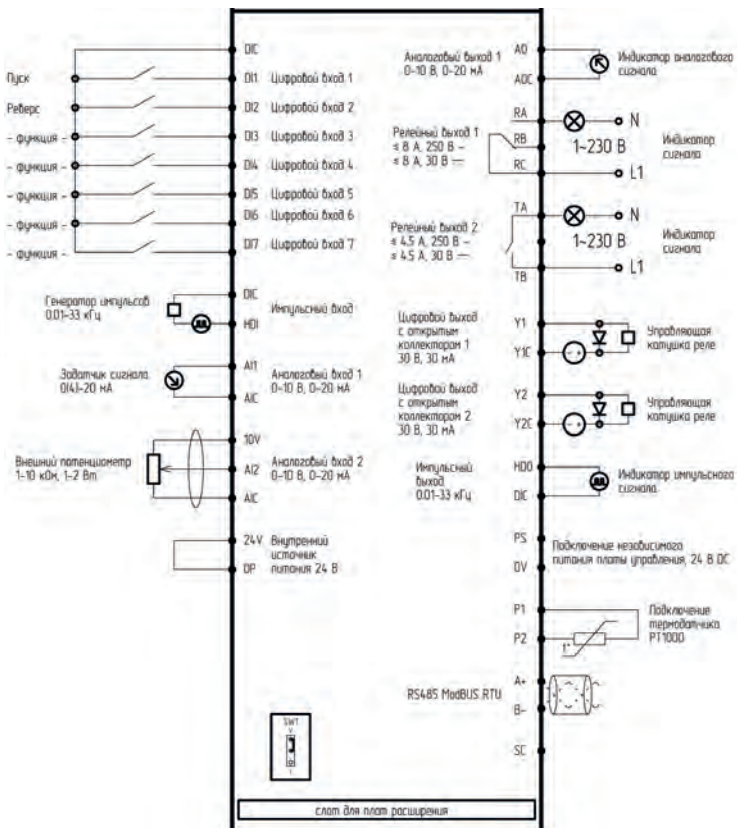 DIC
Пуск
DI1 Цифровой вход 1
Реверс
DI2 Цифровой вход 2
- функция -
DI3 Цифровой вход 3
- функция -
DI4 Цифровой вход 4
- функция -
DI5 Цифровой вход 5
- функция -
DI6 Цифровой вход 6
- функция -
DI7 Цифровой вход 7
Генератор импульсов
0.01-33 кГц
DIC
HDI
Импульсный вход
Задатчик сигнала
0(4)-20 мА
AI1
AIC
Аналоговый вход 1
0-10 В, 0-20 мА
Внешний потенциометр
1-10 кОм, 1-2 Вт
10V
AI2
AIC
Аналоговый вход 2
0-10 В, 0-20 мА
24V
OP
Внутренний
источник
питания 24 В
SW1
V
I
Аналоговый выход 1
0-10 В, 0-20 мА
AO
AOC
Индикатор аналогового
сигнала
Релейный выход 1
≤ 8 А, 250 В ~
≤ 8 А, 30 В
RA
RB
RC
N
1~230 В
L1
Индикатор
сигнала
Релейный выход 2
≤ 4.5 А, 250 В ~
≤ 4.5 А, 30 В
TA
TB
N
1~230 В
L1
Индикатор
сигнала
Цифровой выход
с открытым
коллектором 1
30 В, 30 мА
Y1
Y1C
Управляющая
катушка реле
Цифровой выход
с открытым
коллектором 2
30 В, 30 мА
Y2
Y2C
Управляющая
катушка реле
Импульсный
выход
0.01-33 кГц
HDO
DIC
Индикатор импульсного
сигнала
PS
OV
Подключение независимого
питания платы управления, 24 В DC
P1
P2
t°
Подключение
термодатчика
PT1000
RS485 ModBUS RTU
A+
B-
SC
слот для плат расширения